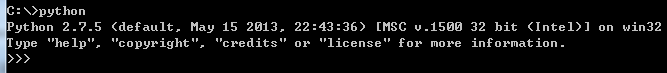 C:\>python
Python 2.7.5 (default, May 15 2013, 22:43:36) [MSC v.1500 32 bit (Intel)] on win32
Type "help", "copyright", "credits" or "license" for more information.
>>>